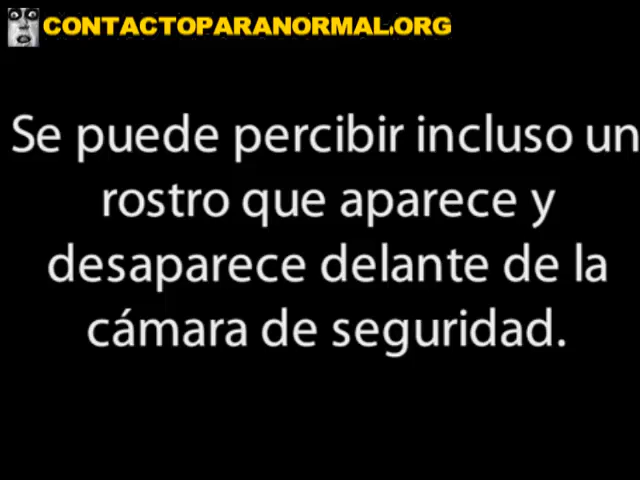 CONTACTOPARANORMAL.ORG
Se puede percibir incluso un
rostro que aparece y
desaparece delante de la
cámara de seguridad.